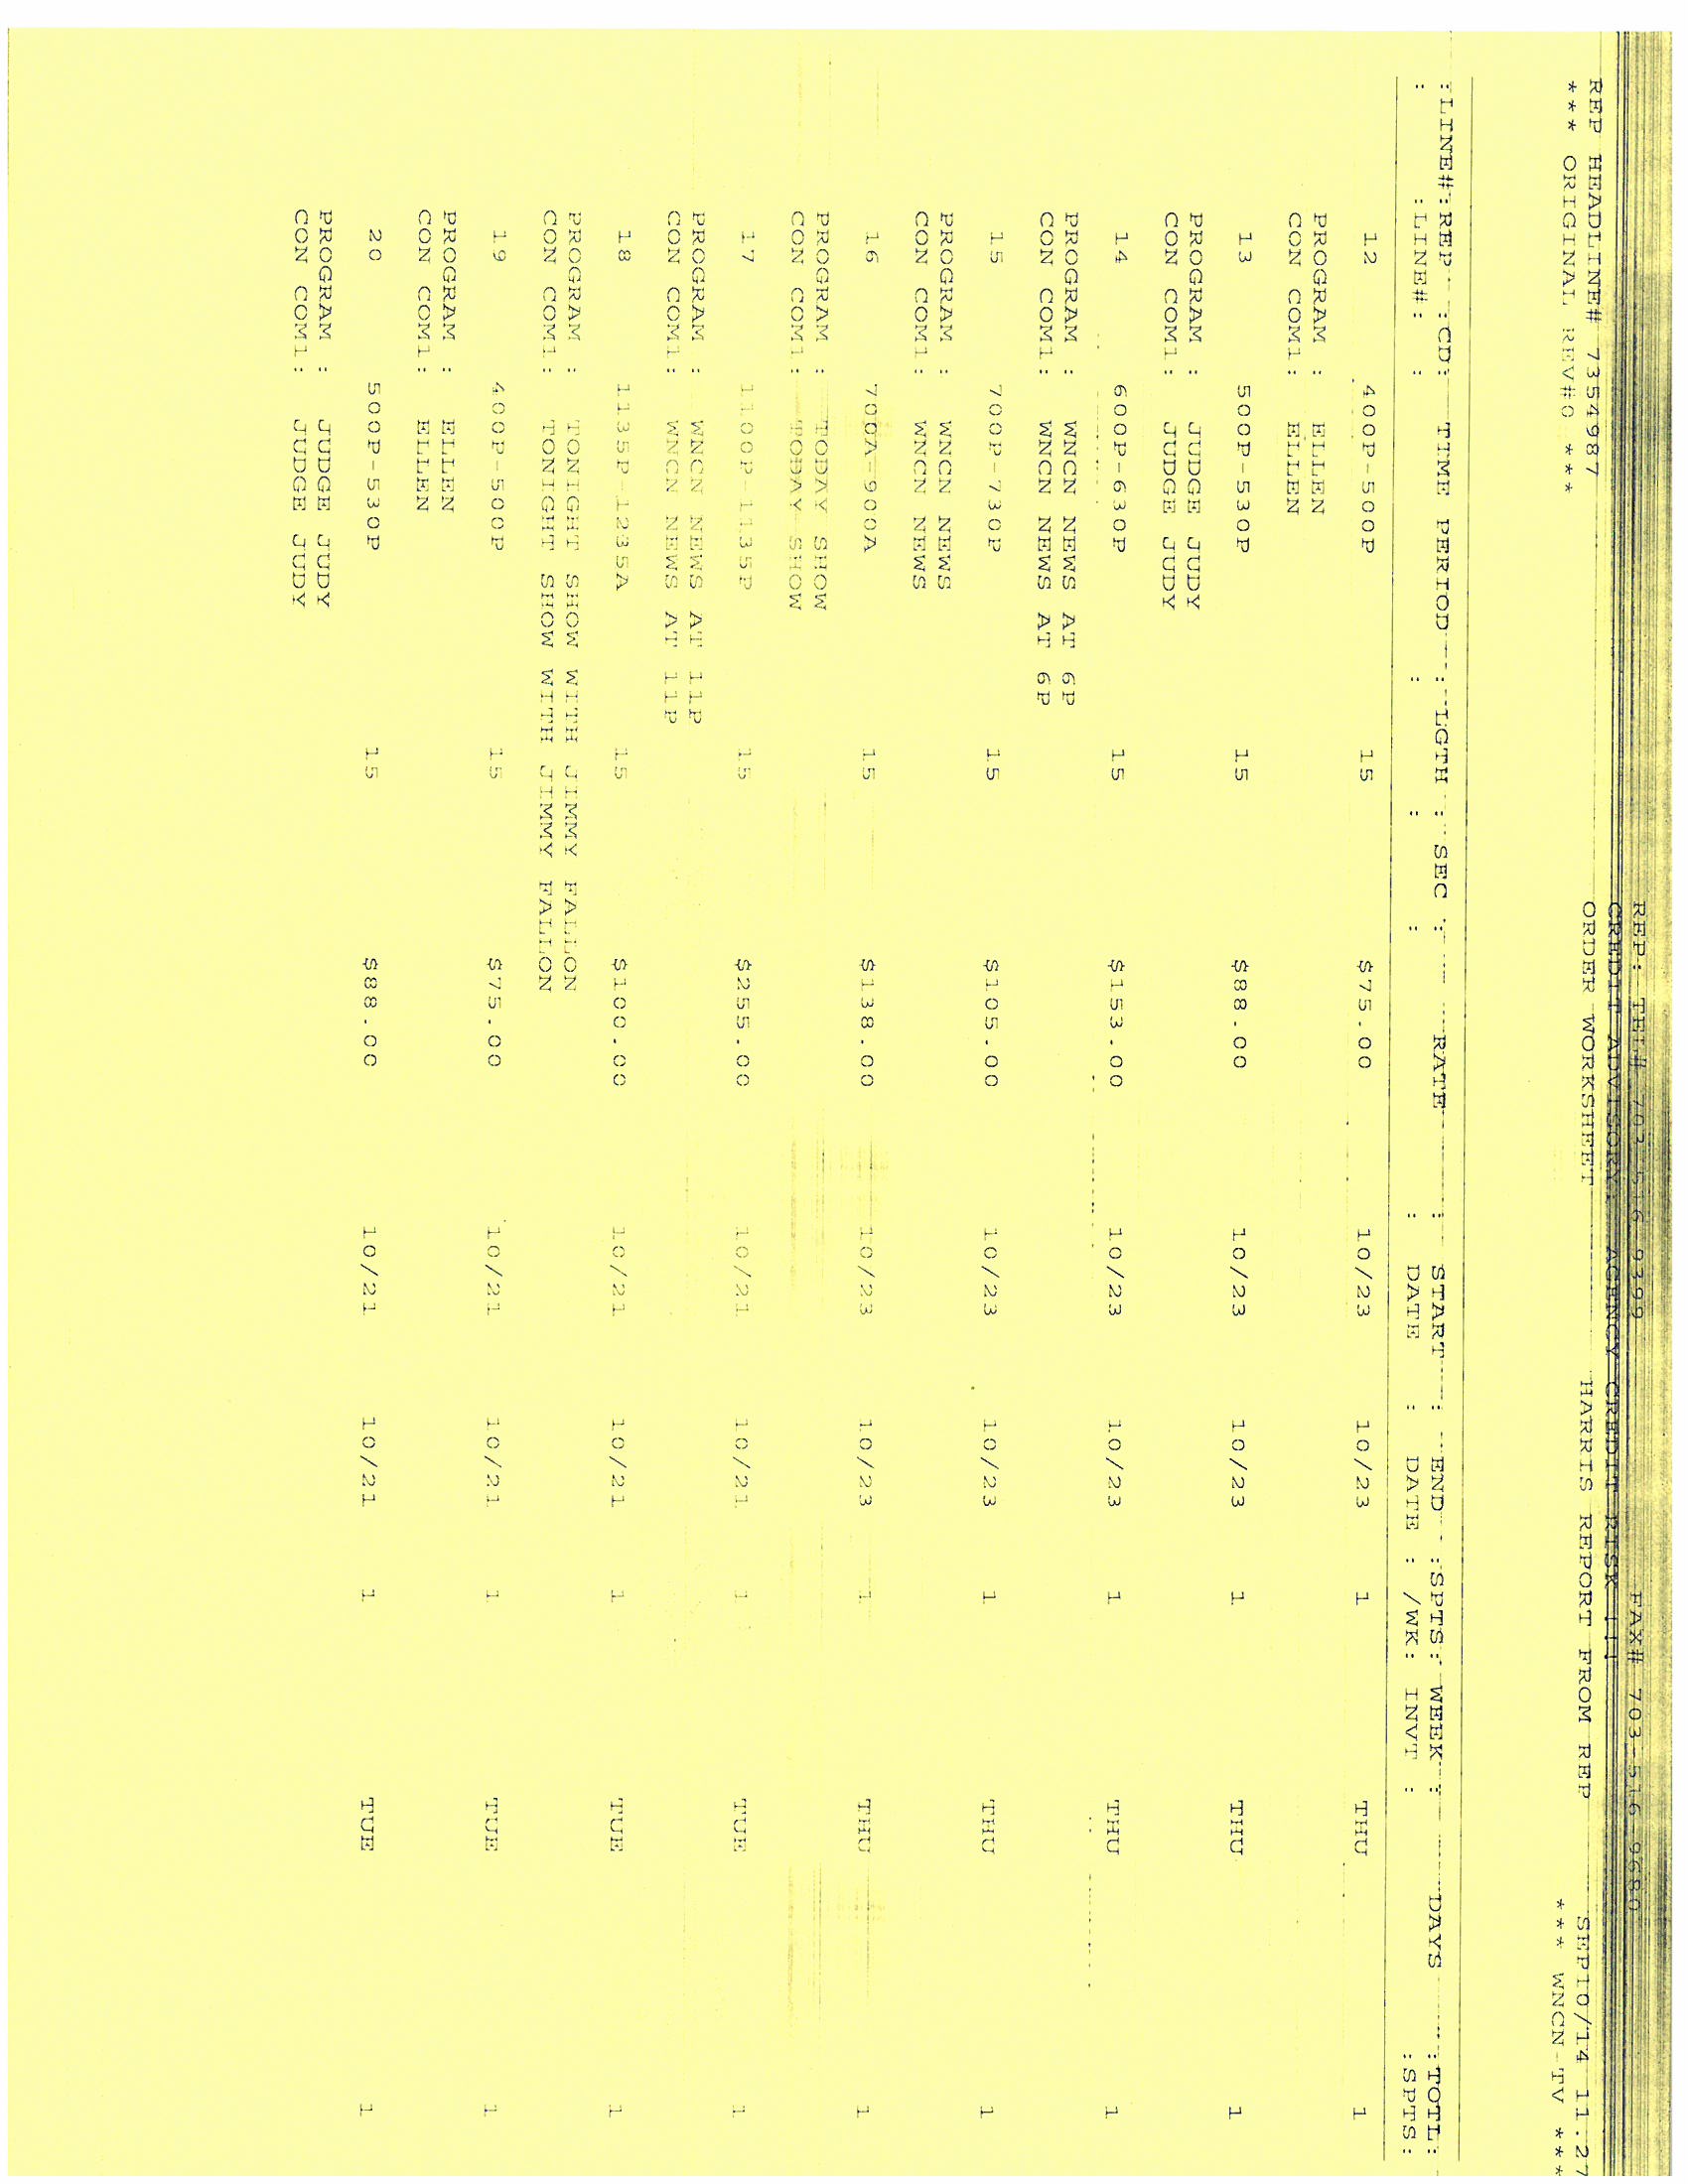 REP: TEL# 703-516-9399 FAX# 703-516-9680
CREDIT ADVISORY: AGENCY CREDIT RISK
REP HEADLINE# 7354987 ORDER WORKSHEET HARRIS REPORT FROM REP SEP10/14 11.27
*** ORIGINAL REV#0 *** *** WNCN-TV ***
:LINE#:REP :CD: TIME PERIOD : LGTH : SEC : RATE : START : END :SPTS: WEEK : DAYS :TOTL:
: :LINE#: : : : : : DATE : DATE : /WK: INVT : :SPTS:
12 400P-500P 15 $75.00 10/23 10/23 1 THU 1
PROGRAM : ELLEN
CON COM1: ELLEN
13 500P-530P 15 $88.00 10/23 10/23 1 THU 1
PROGRAM : JUDGE JUDY
CON COM1: JUDGE JUDY
14 600P-630P 15 $153.00 10/23 10/23 1 THU 1
PROGRAM : WNCN NEWS AT 6P
CON COM1: WNCN NEWS AT 6P
15 700P-730P 15 $105.00 10/23 10/23 1 THU 1
PROGRAM : WNCN NEWS
CON COM1: WNCN NEWS
16 700A-900A 15 $138.00 10/23 10/23 1 THU 1
PROGRAM : TODAY SHOW
CON COM1: TODAY SHOW
17 1100P-1135P 15 $255.00 10/21 10/21 1 TUE 1
PROGRAM : WNCN NEWS AT 11P
CON COM1: WNCN NEWS AT 11P
18 1135P-1235A 15 $100.00 10/21 10/21 1 TUE 1
PROGRAM : TONIGHT SHOW WITH JIMMY FALLON
CON COM1: TONIGHT SHOW WITH JIMMY FALLON
19 400P-500P 15 $75.00 10/21 10/21 1 TUE 1
PROGRAM : ELLEN
CON COM1: ELLEN
20 500P-530P 15 $88.00 10/21 10/21 1 TUE 1
PROGRAM : JUDGE JUDY
CON COM1: JUDGE JUDY